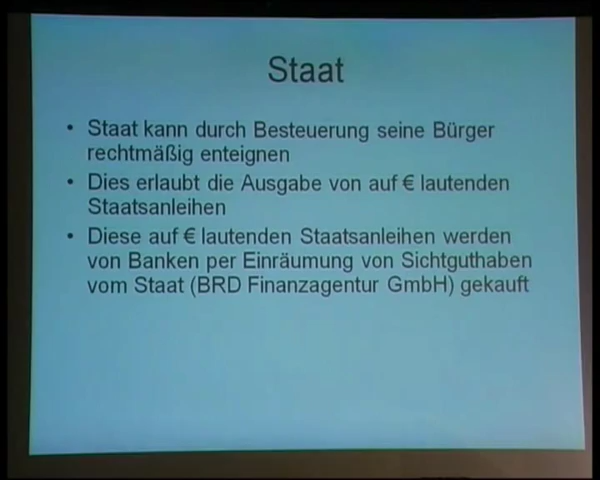 Staat
• Staat kann durch Besteuerung seine Bürger
rechtmäßig enteignen
• Dies erlaubt die Ausgabe von auf € lautenden
Staatsanleihen
• Diese auf € lautenden Staatsanleihen werden
von Banken per Einräumung von Sichtguthaben
vom Staat (BRD Finanzagentur GmbH) gekauft